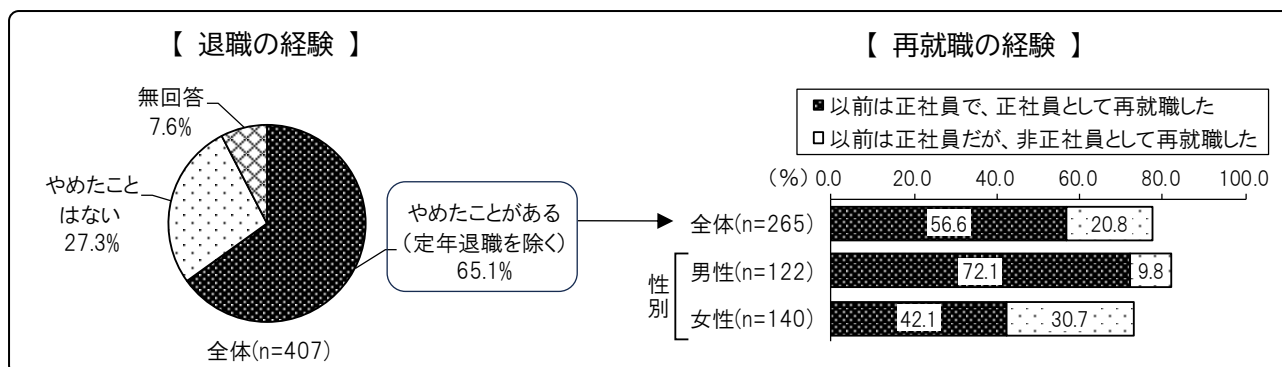 【 退職の経験 】
無回答
7.6%
やめたこと
はない
27.3%
やめたことがある
(定年退職を除く)
65.1%
全体(n=407)
【 再就職の経験 】
以前は正社員で、正社員として再就職した
以前は正社員だが、非正社員として再就職した
(%) 0.0 20.0 40.0 60.0 80.0 100.0
全体(n=265) 56.6 20.8
性別
男性(n=122) 72.1 9.8
女性(n=140) 42.1 30.7